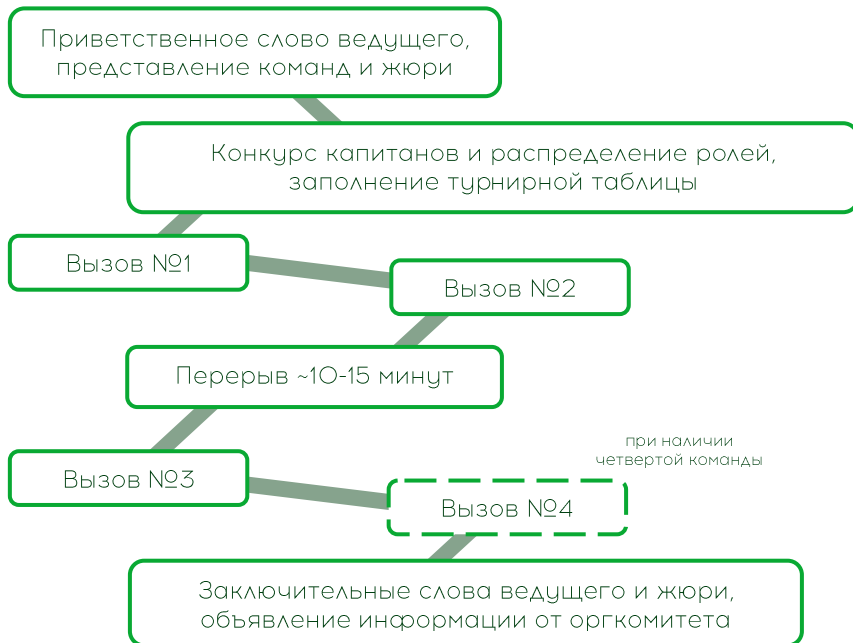 Приветственное слово ведущего,
представление команд и жюри
Конкурс капитанов и распределение ролей,
заполнение турнирной таблицы
Вызов №1
Вызов №2
Перерыв ~10-15 минут
Вызов №3
при наличии
четвертой команды
Вызов №4
Заключительные слова ведущего и жюри,
объявление информации от оргкомитета